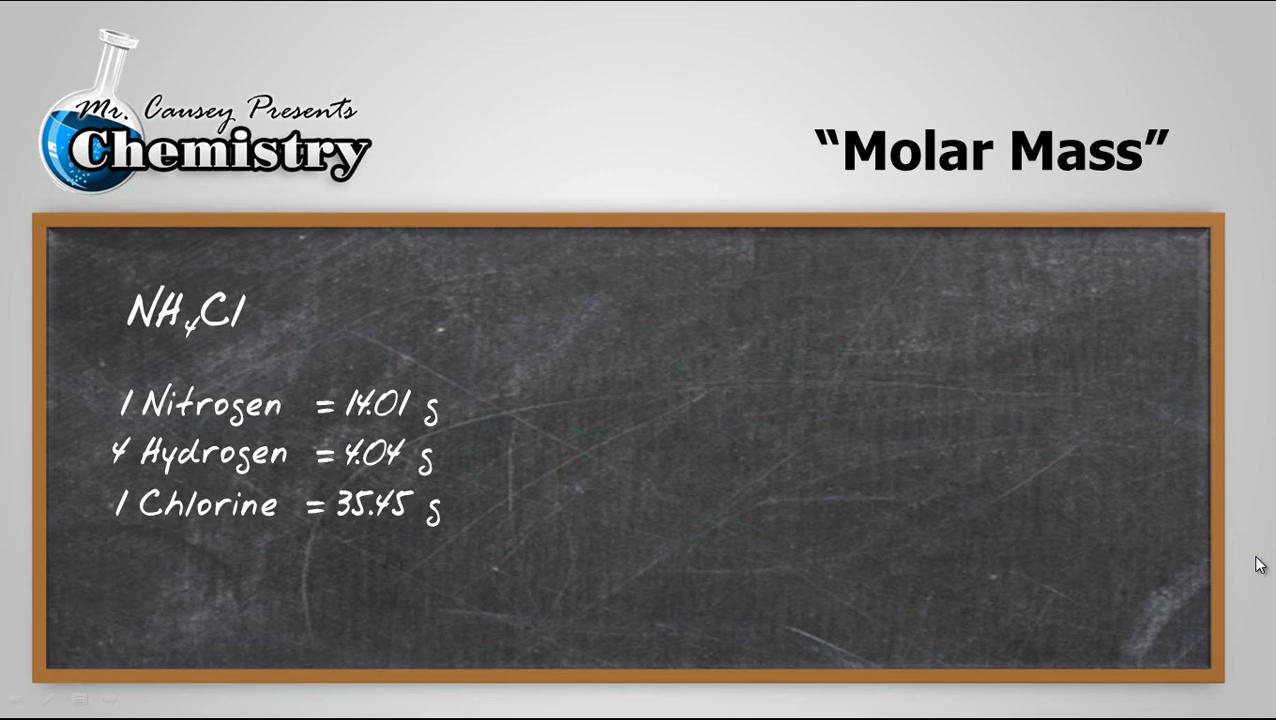 Mr. Causey Presents
Chemistry
“Molar Mass”
NH₄Cl
1 Nitrogen = 14.01 g
4 Hydrogen = 4.04 g
1 Chlorine = 35.45 g